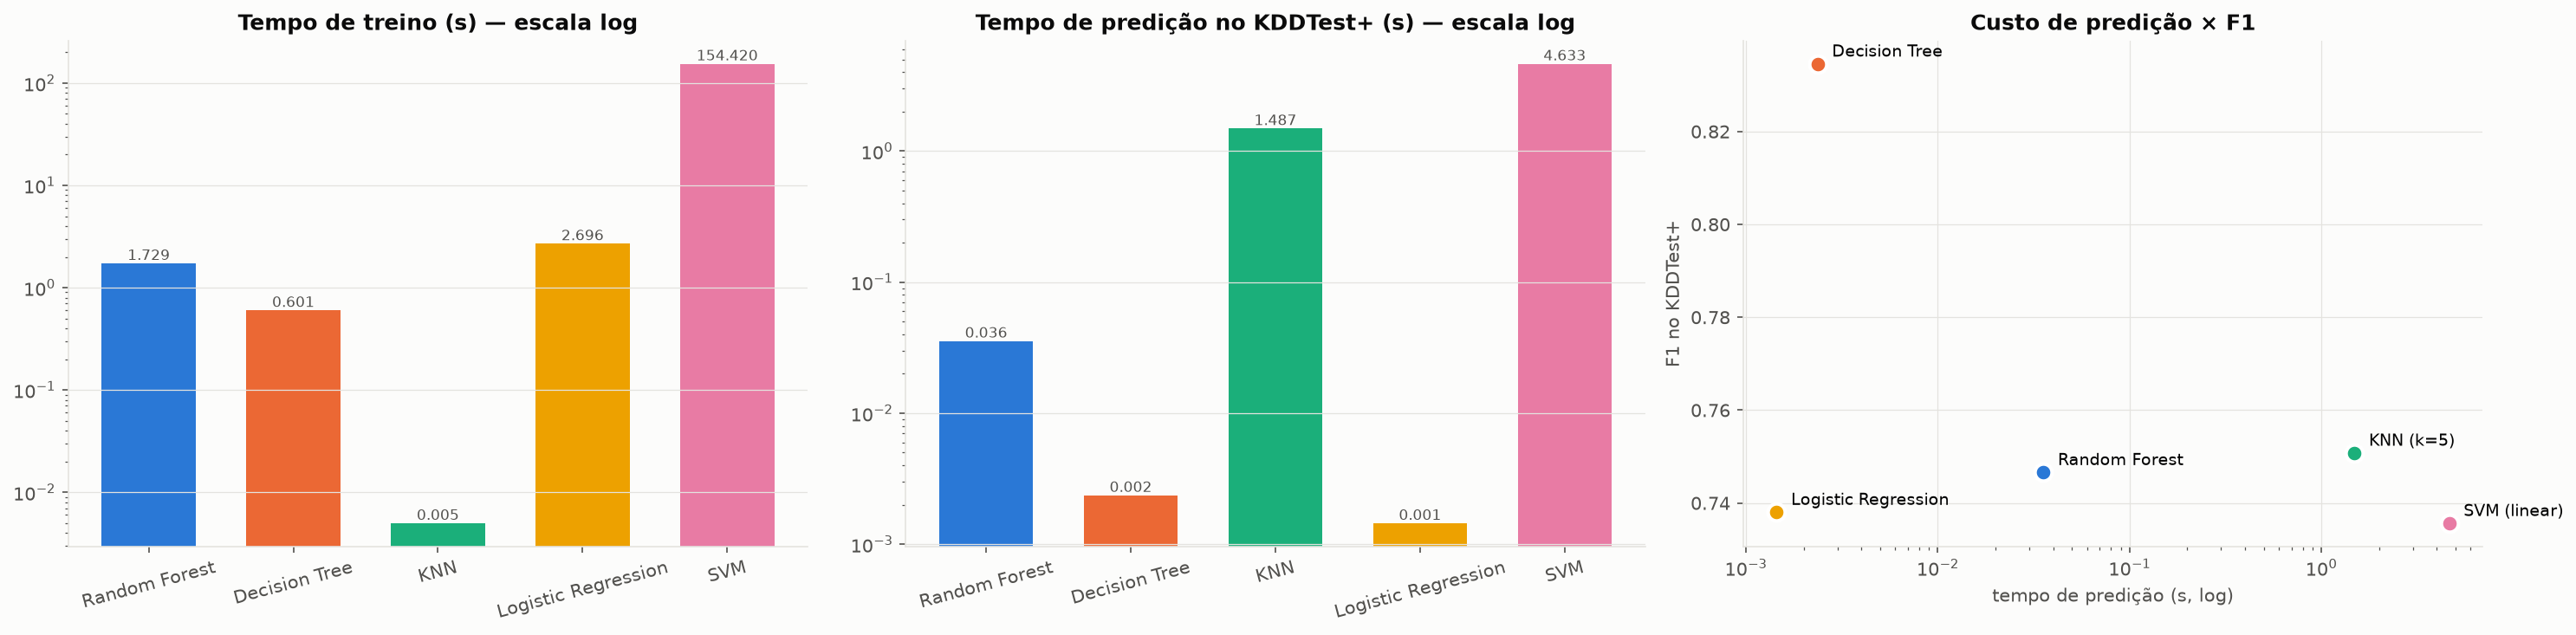 Tempo de treino (s) — escala log
10²
10¹
10⁰
10⁻¹
10⁻²
1.729
0.601
0.005
2.696
154.420
Random Forest
Decision Tree
KNN
Logistic Regression
SVM
Tempo de predição no KDDTest+ (s) — escala log
10⁰
10⁻¹
10⁻²
10⁻³
0.036
0.002
1.487
0.001
4.633
Random Forest
Decision Tree
KNN
Logistic Regression
SVM
Custo de predição × F1
F1 no KDDTest+
0.82
0.80
0.78
0.76
0.74
Decision Tree
KNN (k=5)
Random Forest
Logistic Regression
SVM (linear)
10⁻³
10⁻²
10⁻¹
10⁰
tempo de predição (s, log)